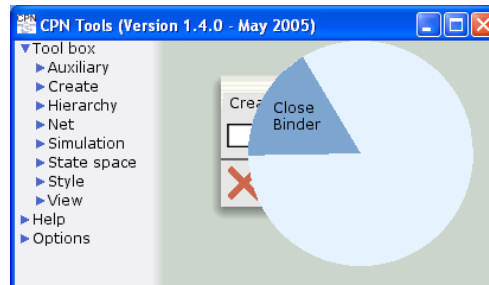 CPN Tools (Version 1.4.0 - May 2005)
Tool box
Auxiliary
Create
Hierarchy
Net
Simulation
State space
Style
View
Help
Options
Crea
Close
Binder